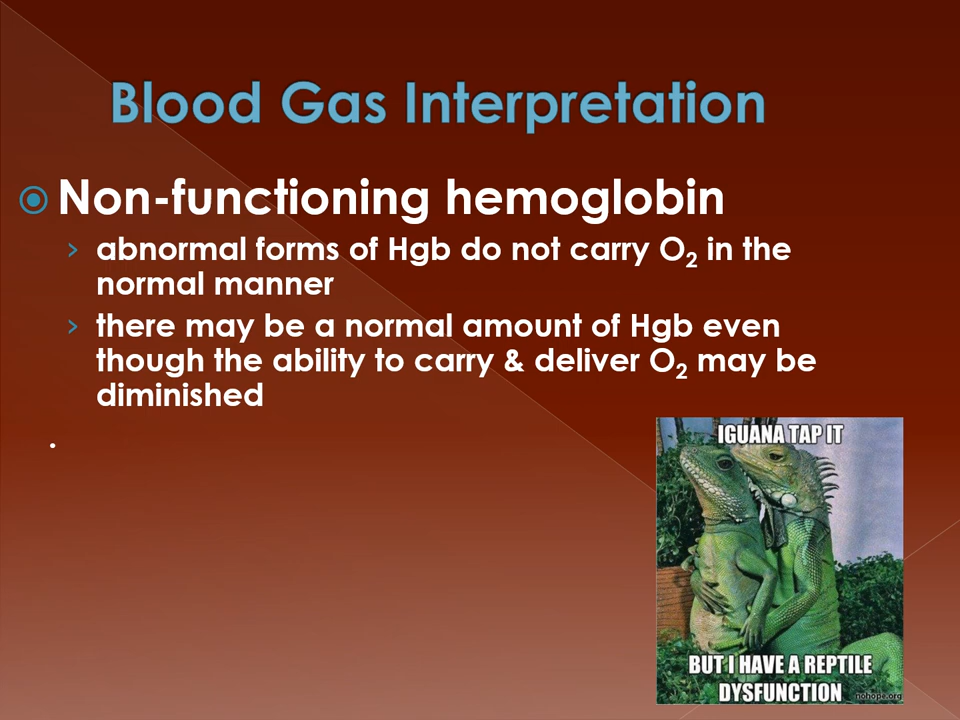 Blood Gas Interpretation
Non-functioning hemoglobin
› abnormal forms of Hgb do not carry O₂ in the
normal manner
› there may be a normal amount of Hgb even
though the ability to carry & deliver O₂ may be
diminished
.
IGUANA TAP IT
BUT I HAVE A REPTILE
DYSFUNCTION
nohope.org